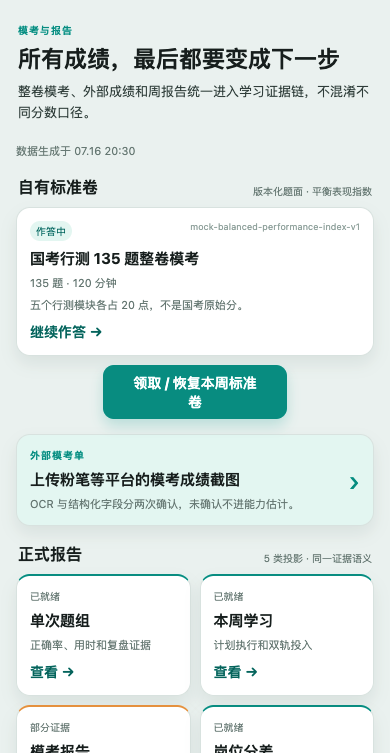 模考与报告
所有成绩，最后都要变成下一步
整卷模考、外部成绩和周报告统一进入学习证据链，不混淆不
同分数口径。
数据生成于 07.16 20:30
自有标准卷
版本化题面 · 平衡表现指数
作答中
mock-balanced-performance-index-v1
国考行测 135 题整卷模考
135 题 · 120 分钟
五个行测模块各占 20 点，不是国考原始分。
继续作答 →
领取 / 恢复本周标准
卷
外部模考单
上传粉笔等平台的模考成绩截图
OCR 与结构化字段分两次确认，未确认不进能力估计。
正式报告
5 类投影 · 同一证据语义
已就绪
单次题组
正确率、用时和复盘证据
查看 →
已就绪
本周学习
计划执行和双轨投入
查看 →
部分证据
模考报告
已就绪
岗位分差